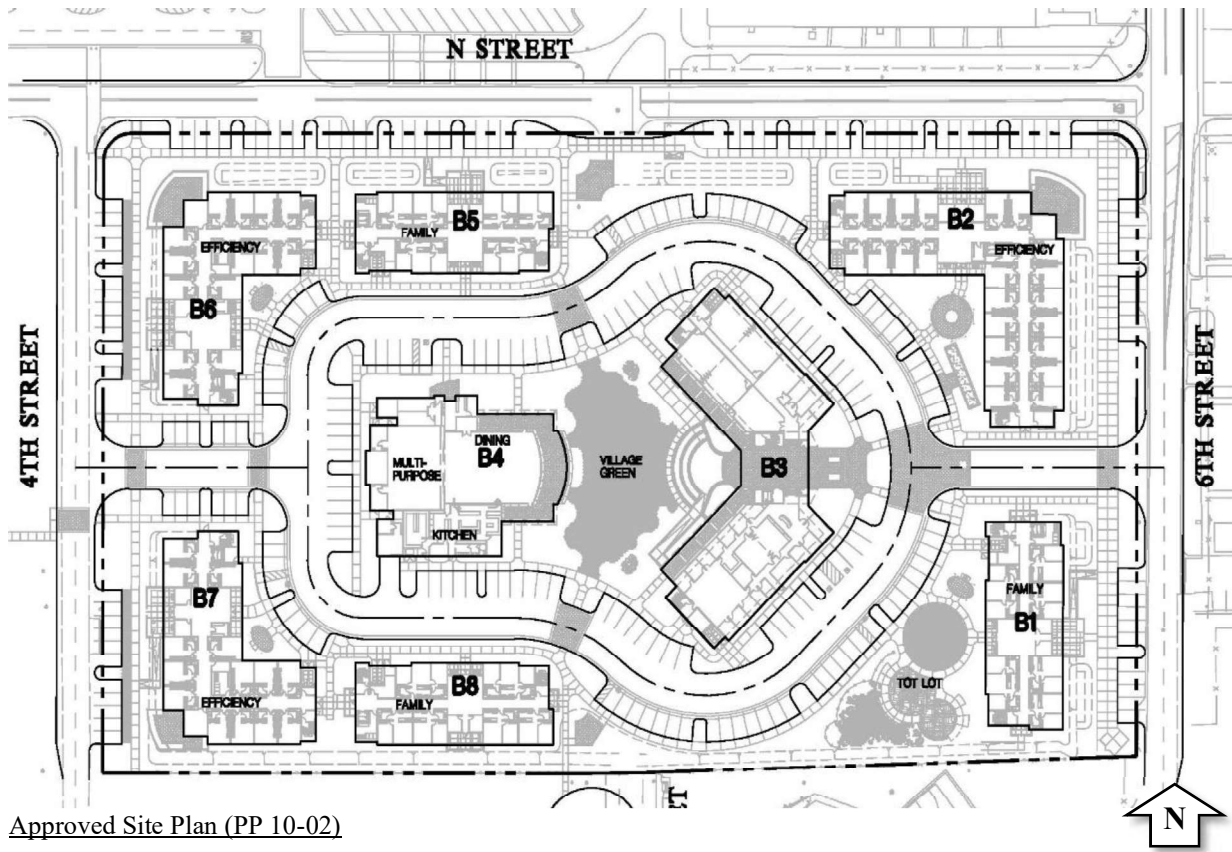 N STREET
4TH STREET
6TH STREET
B6
EFFICIENCY
B5
FAMILY
B2
EFFICIENCY
DINING
B4
MULTI-
PURPOSE
KITCHEN
VILLAGE
GREEN
B3
B7
EFFICIENCY
B8
FAMILY
FAMILY
B1
TOT LOT
Approved Site Plan (PP 10-02)
N